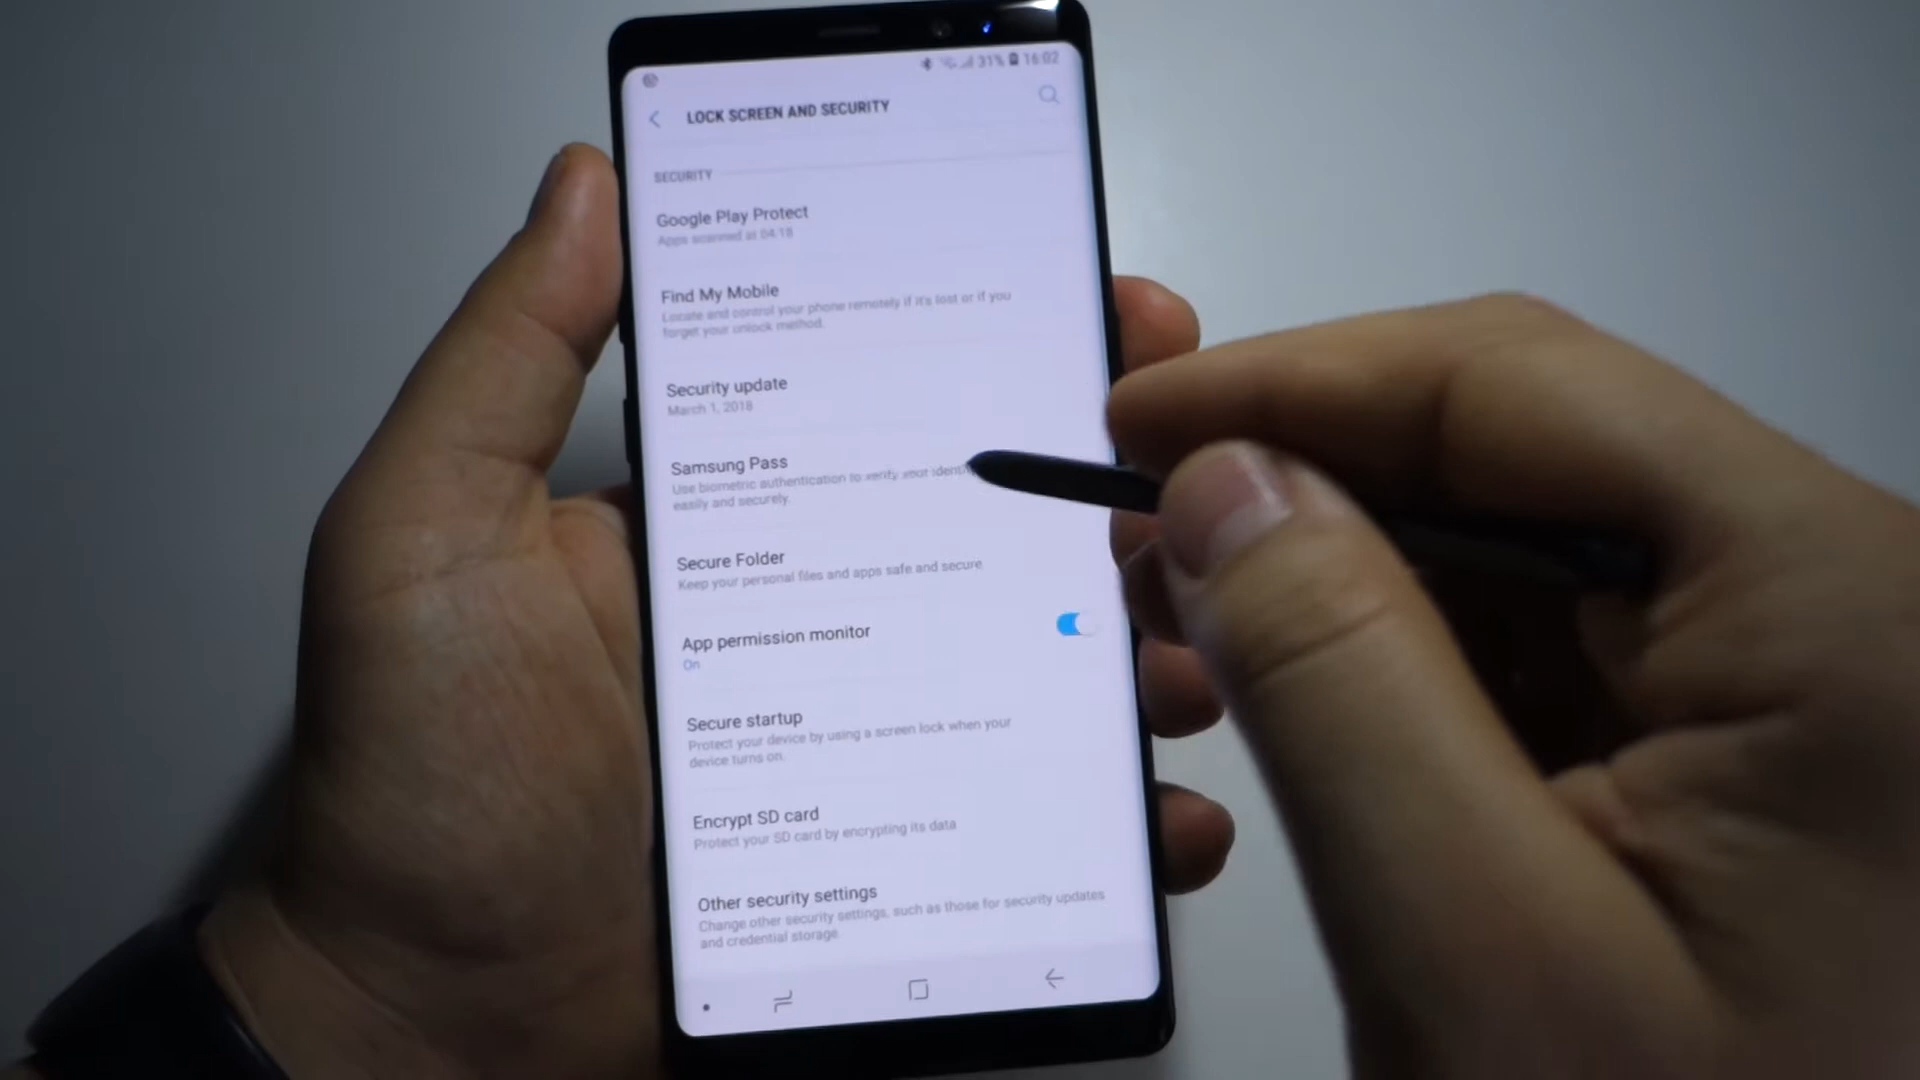 31% 16:02
LOCK SCREEN AND SECURITY
SECURITY
Google Play Protect
Apps scanned at 04:18
Find My Mobile
Locate and control your phone remotely if it's lost or if you
forget your unlock method.
Security update
March 1, 2018
Samsung Pass
Use biometric authentication to verify your identi
easily and securely.
Secure Folder
Keep your personal files and apps safe and secure
App permission monitor
On
Secure startup
Protect your device by using a screen lock when your
device turns on.
Encrypt SD card
Protect your SD card by encrypting its data
Other security settings
Change other security settings, such as those for security updates
and credential storage